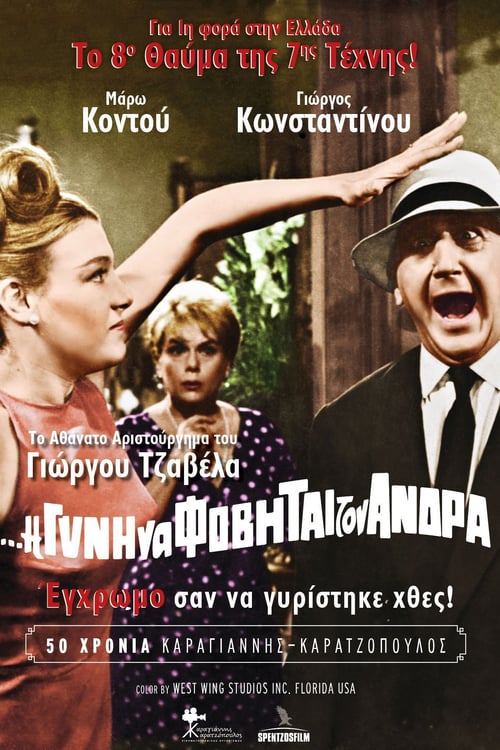 Για 1η φορά στην Ελλάδα
Το 8ο Θαύμα της 7ης Τέχνης!
Μάρω
Κοντού
Γιώργος
Κωνσταντίνου
Το Αθάνατο Αριστούργημα του
Γιώργου Τζαβέλα
...Η ΓΥΝΗ να ΦΟΒΗΤΑΙ τον ΑΝΔΡΑ
Έγχρωμο σαν να γυρίστηκε χθες!
50 ΧΡΟΝΙΑ ΚΑΡΑΓΙΑΝΝΗΣ-ΚΑΡΑΤΖΟΠΟΥΛΟΣ
COLOR BY WEST WING STUDIOS INC. FLORIDA USA
Καραγιάννης
Καρατζόπουλος
SPENTZOSFILM